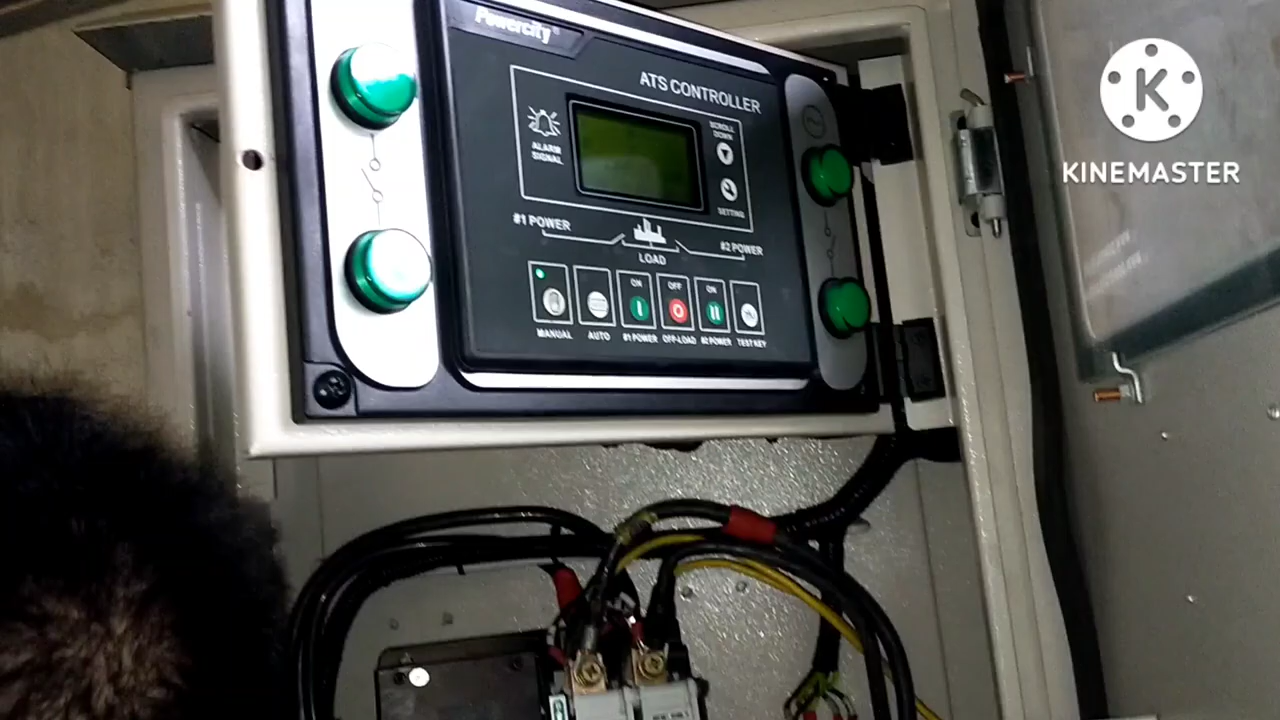 Powercity®
ATS CONTROLLER
ALARM
SIGNAL
SCROLL
DOWN
SETTING
#1 POWER
LOAD
#2 POWER
ON
OFF
ON
MANUAL
AUTO
#1 POWER
OFF-LOAD
#2 POWER
TEST KEY
K
KINEMASTER